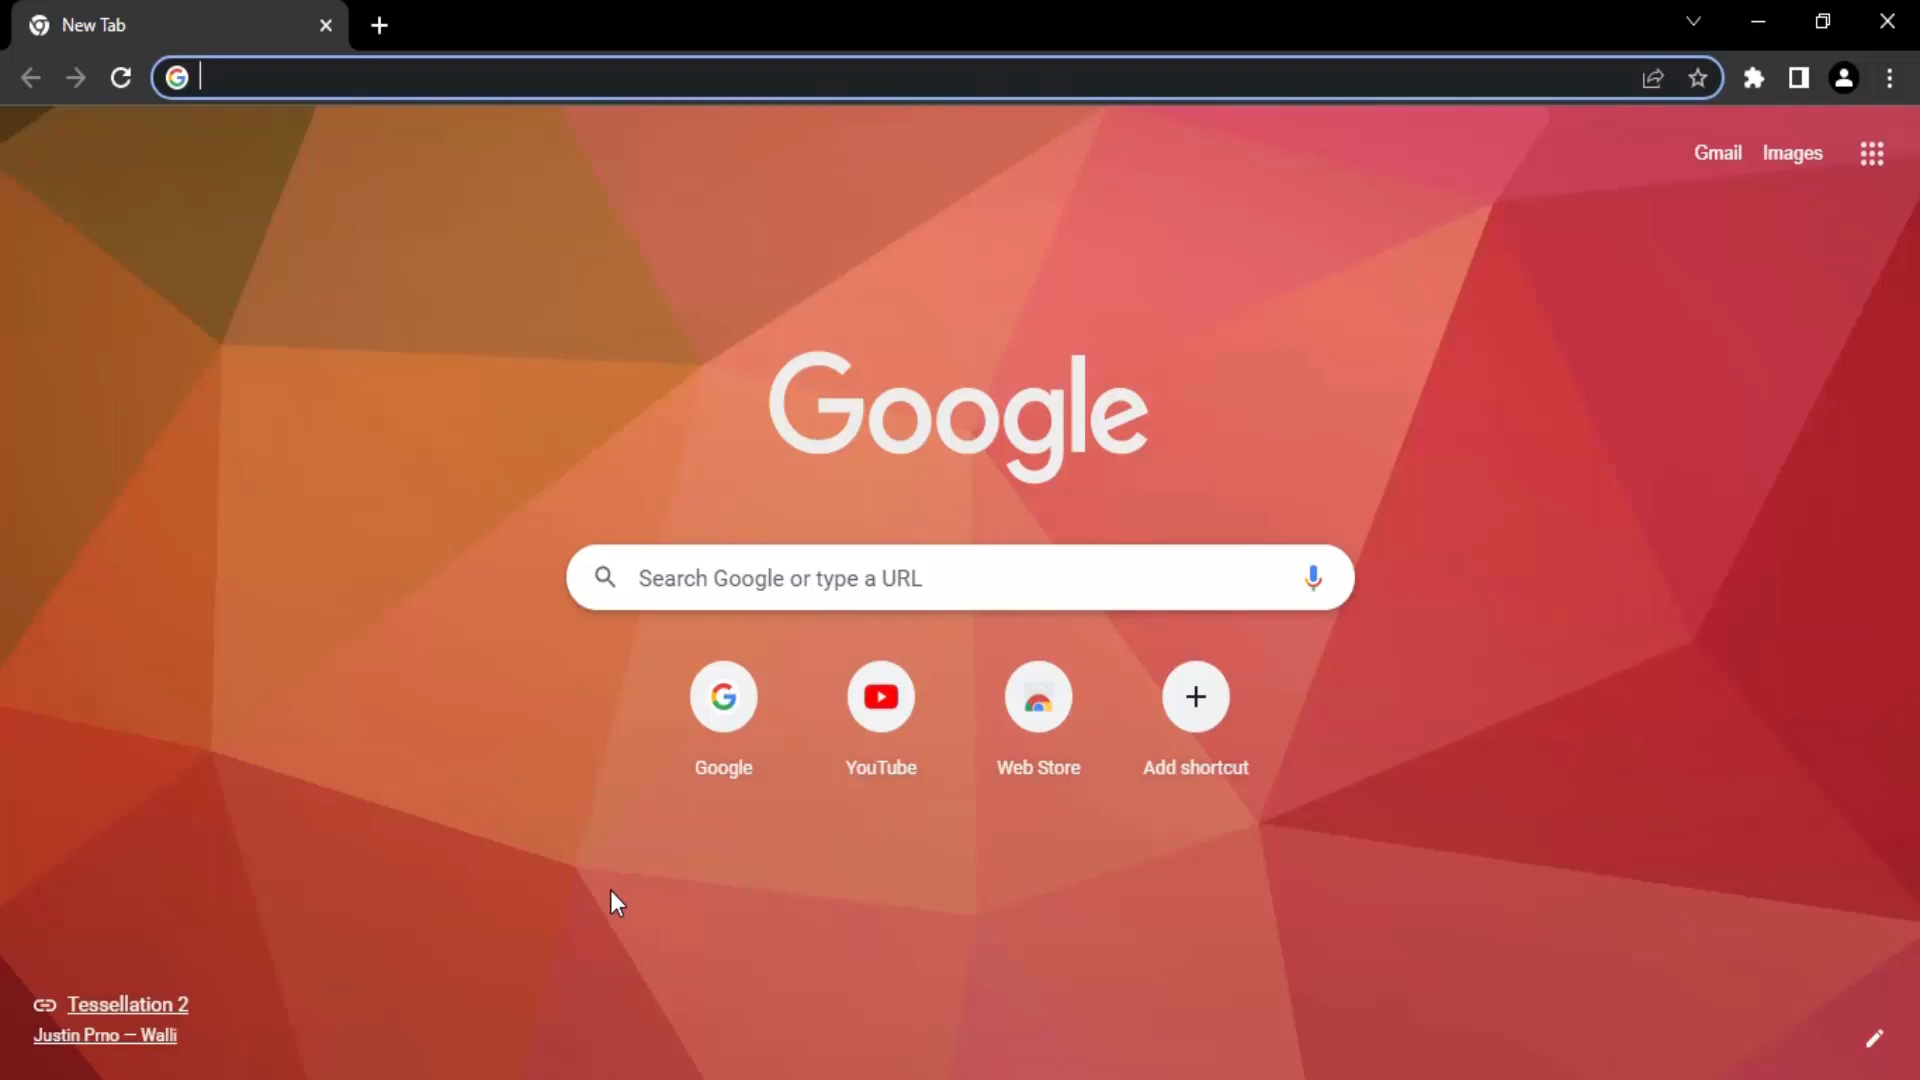 New Tab
Gmail Images
Google
Search Google or type a URL
Google YouTube Web Store Add shortcut
Tessellation 2
Justin Prno — Walli